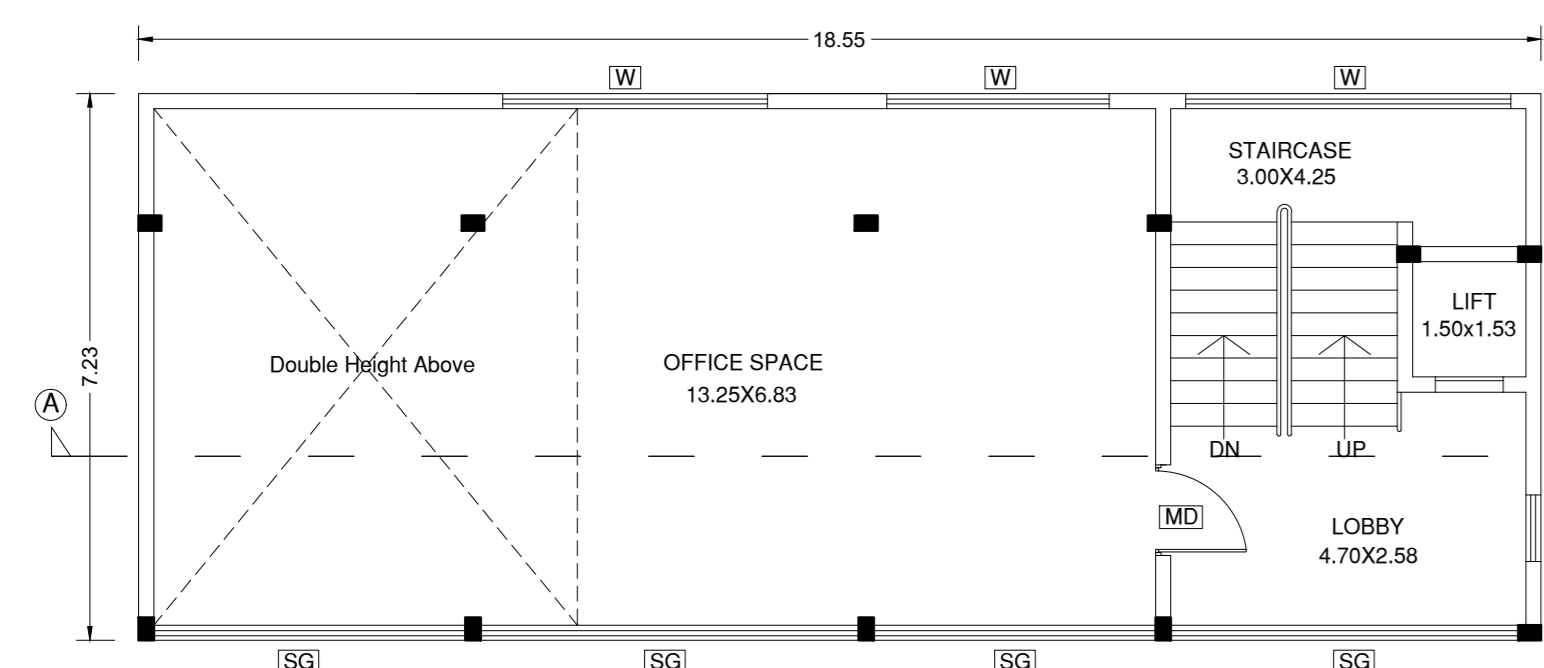 18.55
W W W
STAIRCASE
3.00X4.25
LIFT
1.50x1.53
7.23
Double Height Above
OFFICE SPACE
13.25X6.83
A
DN UP
MD
LOBBY
4.70X2.58
SG SG SG SG